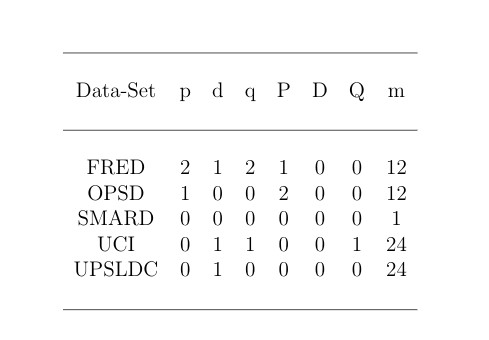 Data-Set p d q P D Q m
FRED 2 1 2 1 0 0 12
OPSD 1 0 0 2 0 0 12
SMARD 0 0 0 0 0 0 1
UCI 0 1 1 0 0 1 24
UPSLDC 0 1 0 0 0 0 24